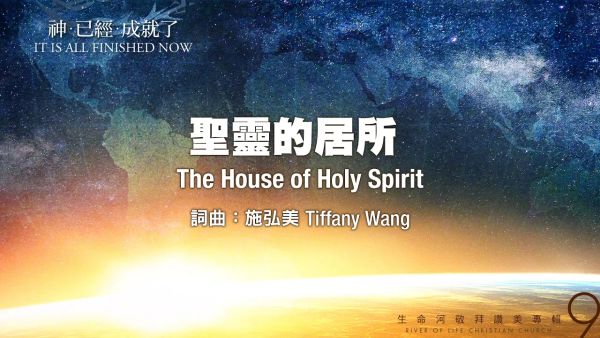 神·已經·成就了
IT IS ALL FINISHED NOW
聖靈的居所
The House of Holy Spirit
詞曲：施弘美 Tiffany Wang
生命河敬拜讚美專輯 9
RIVER OF LIFE CHRISTIAN CHURCH